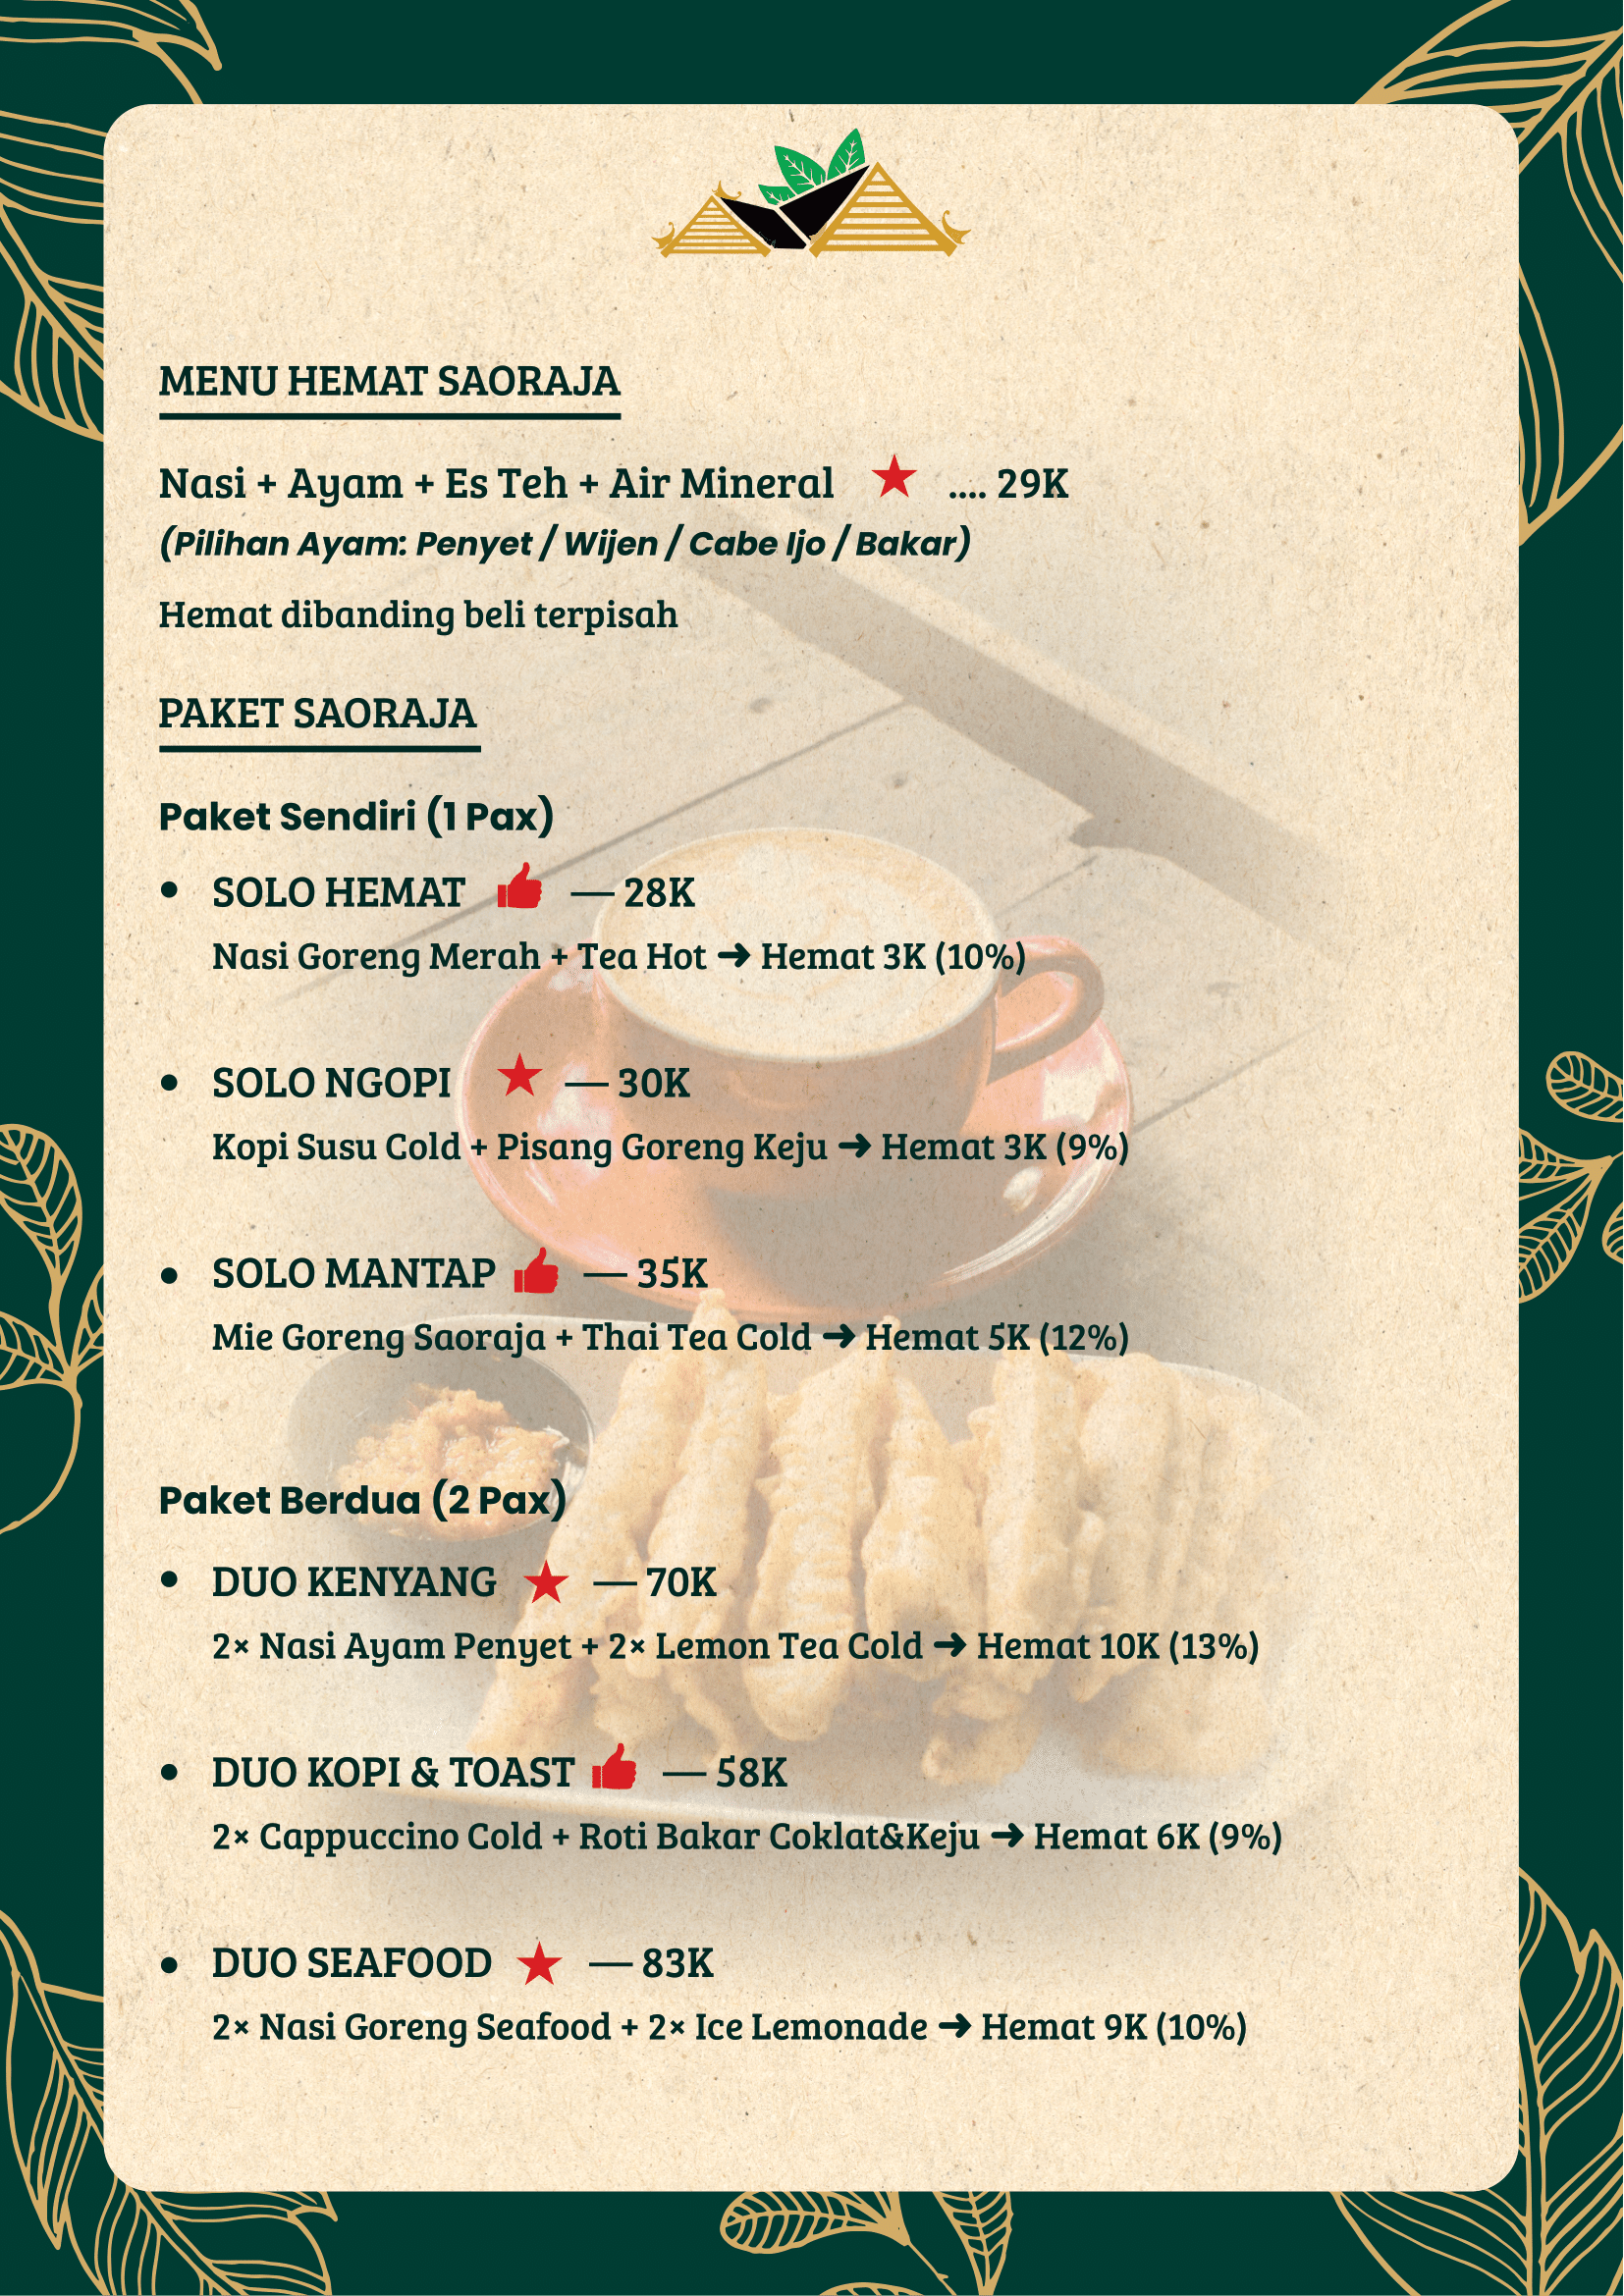 MENU HEMAT SAORAJA
Nasi + Ayam + Es Teh + Air Mineral ★ .... 29K
(Pilihan Ayam: Penyet / Wijen / Cabe Ijo / Bakar)
Hemat dibanding beli terpisah
PAKET SAORAJA
Paket Sendiri (1 Pax)
• SOLO HEMAT 👍 — 28K
Nasi Goreng Merah + Tea Hot ➜ Hemat 3K (10%)
• SOLO NGOPI ★ — 30K
Kopi Susu Cold + Pisang Goreng Keju ➜ Hemat 3K (9%)
• SOLO MANTAP 👍 — 35K
Mie Goreng Saoraja + Thai Tea Cold ➜ Hemat 5K (12%)
Paket Berdua (2 Pax)
• DUO KENYANG ★ — 70K
2× Nasi Ayam Penyet + 2× Lemon Tea Cold ➜ Hemat 10K (13%)
• DUO KOPI & TOAST 👍 — 58K
2× Cappuccino Cold + Roti Bakar Coklat&Keju ➜ Hemat 6K (9%)
• DUO SEAFOOD ★ — 83K
2× Nasi Goreng Seafood + 2× Ice Lemonade ➜ Hemat 9K (10%)